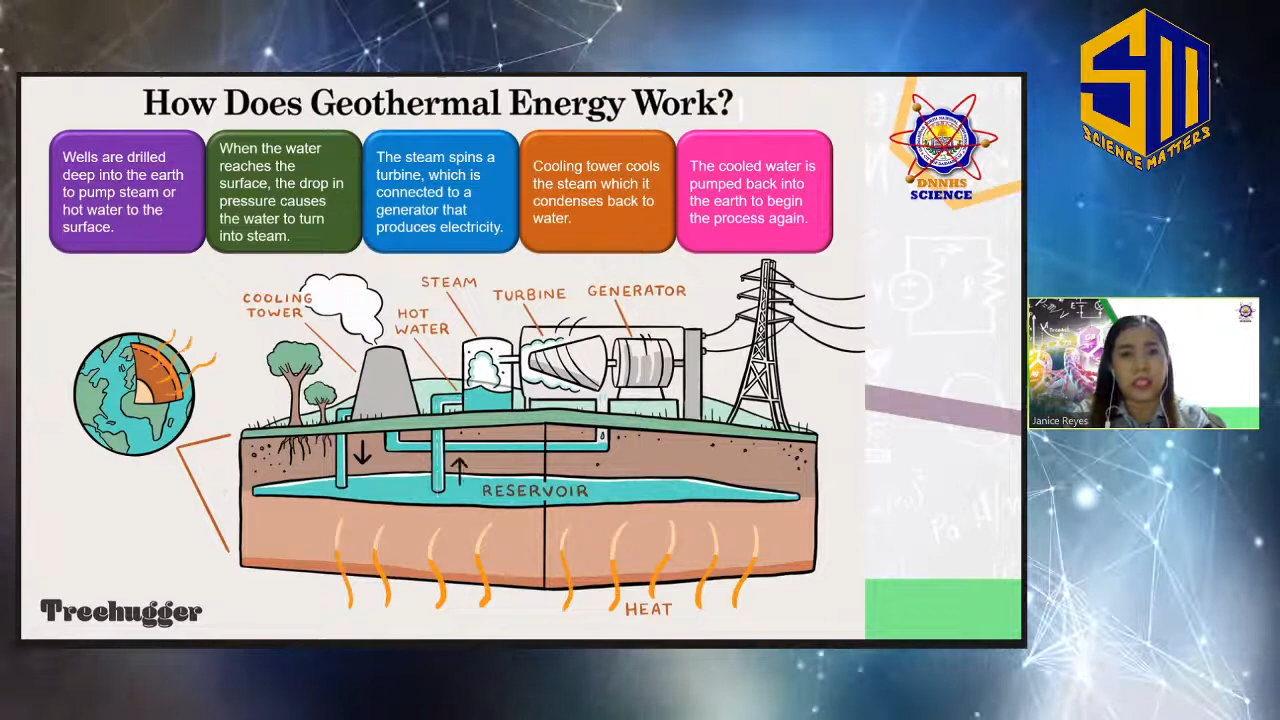 How Does Geothermal Energy Work?
Wells are drilled
deep into the earth
to pump steam or
hot water to the
surface.
When the water
reaches the
surface, the drop in
pressure causes
the water to turn
into steam.
The steam spins a
turbine, which is
connected to a
generator that
produces electricity.
Cooling tower cools
the steam which it
condenses back to
water.
The cooled water is
pumped back into
the earth to begin
the process again.
DNNHS
SCIENCE
SM
SCIENCE MATTERS
COOLING
TOWER
HOT
WATER
STEAM
TURBINE
GENERATOR
RESERVOIR
HEAT
Treehugger
Janice Reyes
Pa